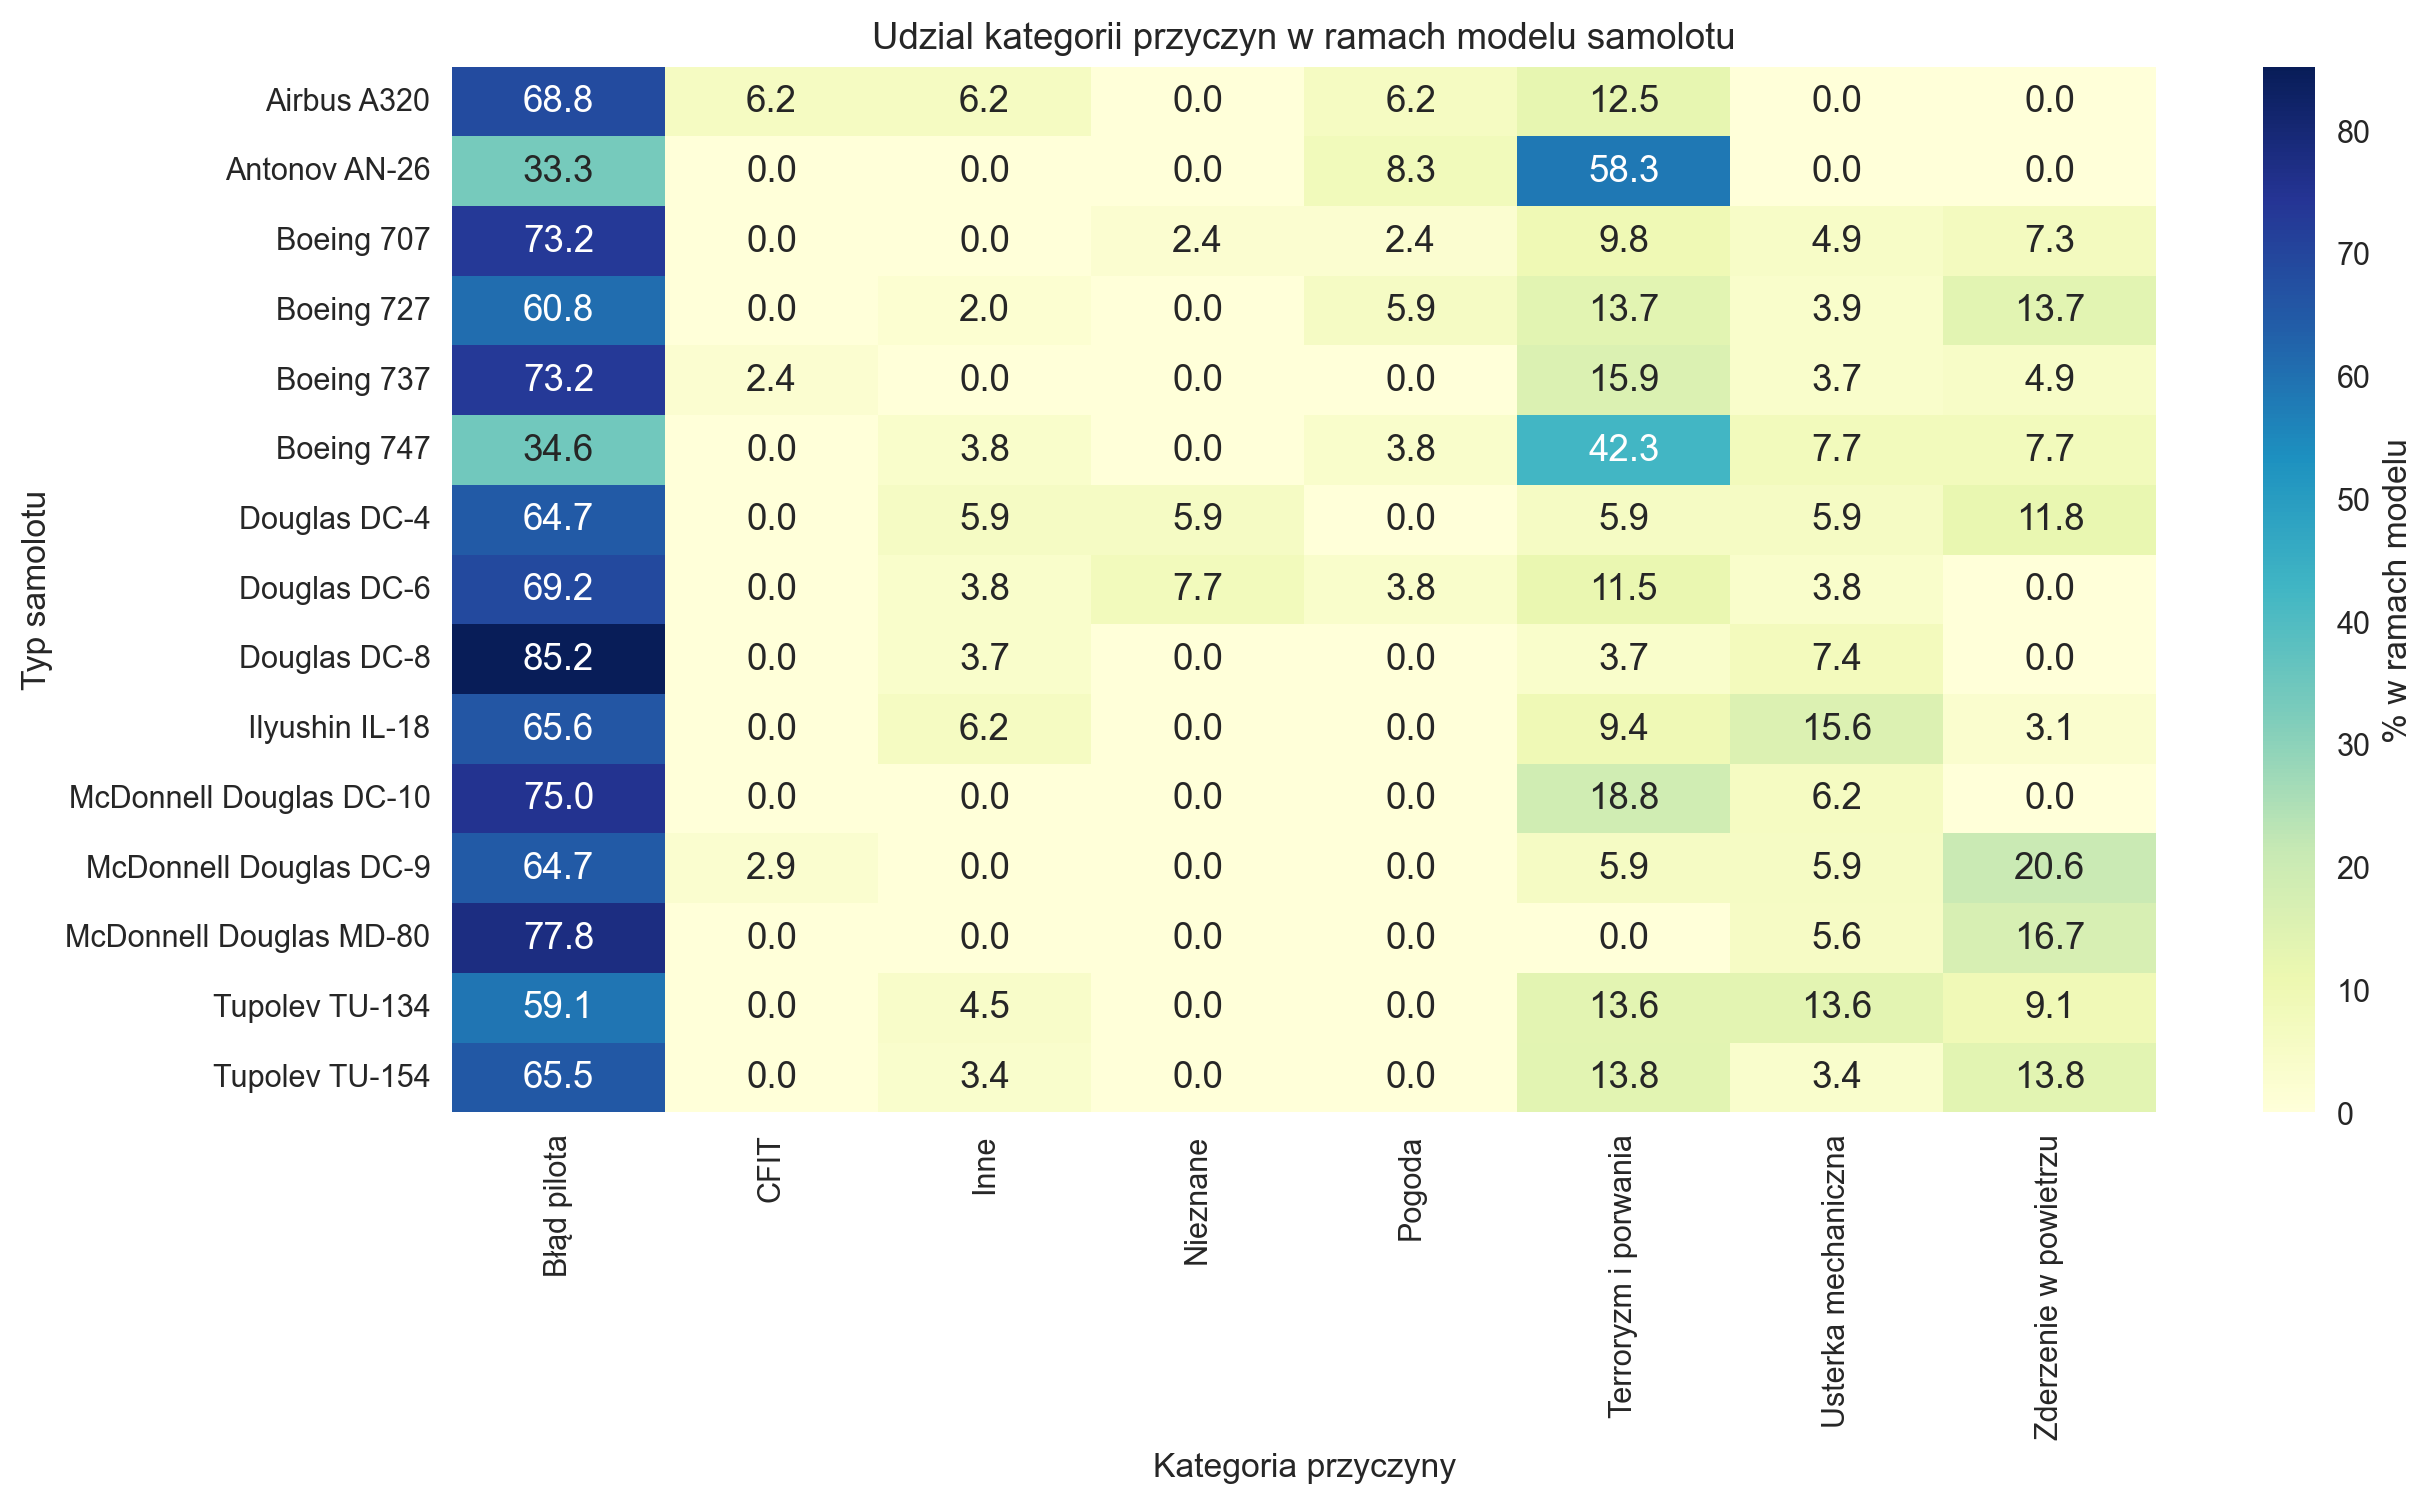 Udzial kategorii przyczyn w ramach modelu samolotu
Typ samolotu
Airbus A320 68.8 6.2 6.2 0.0 6.2 12.5 0.0 0.0
Antonov AN-26 33.3 0.0 0.0 0.0 8.3 58.3 0.0 0.0
Boeing 707 73.2 0.0 0.0 2.4 2.4 9.8 4.9 7.3
Boeing 727 60.8 0.0 2.0 0.0 5.9 13.7 3.9 13.7
Boeing 737 73.2 2.4 0.0 0.0 0.0 15.9 3.7 4.9
Boeing 747 34.6 0.0 3.8 0.0 3.8 42.3 7.7 7.7
Douglas DC-4 64.7 0.0 5.9 5.9 0.0 5.9 5.9 11.8
Douglas DC-6 69.2 0.0 3.8 7.7 3.8 11.5 3.8 0.0
Douglas DC-8 85.2 0.0 3.7 0.0 0.0 3.7 7.4 0.0
Ilyushin IL-18 65.6 0.0 6.2 0.0 0.0 9.4 15.6 3.1
McDonnell Douglas DC-10 75.0 0.0 0.0 0.0 0.0 18.8 6.2 0.0
McDonnell Douglas DC-9 64.7 2.9 0.0 0.0 0.0 5.9 5.9 20.6
McDonnell Douglas MD-80 77.8 0.0 0.0 0.0 0.0 0.0 5.6 16.7
Tupolev TU-134 59.1 0.0 4.5 0.0 0.0 13.6 13.6 9.1
Tupolev TU-154 65.5 0.0 3.4 0.0 0.0 13.8 3.4 13.8
Błąd pilota
CFIT
Inne
Nieznane
Pogoda
Terroryzm i porwania
Usterka mechaniczna
Zderzenie w powietrzu
Kategoria przyczyny
80
70
60
50
40
30
20
10
0
% w ramach modelu